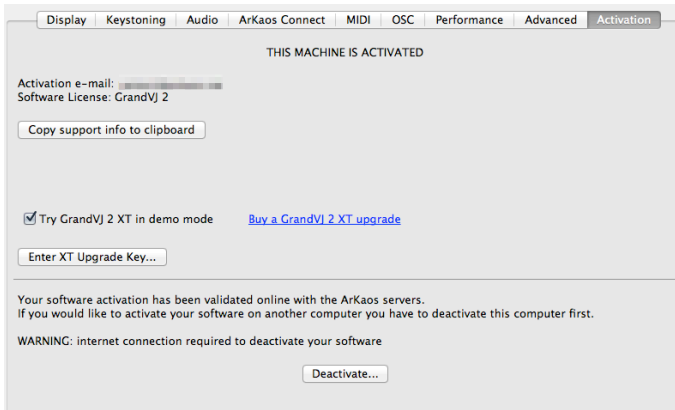 Display Keystoning Audio ArKaos Connect MIDI OSC Performance Advanced Activation
THIS MACHINE IS ACTIVATED
Activation e-mail:
Software License: GrandVJ 2
Copy support info to clipboard
Try GrandVJ 2 XT in demo mode Buy a GrandVJ 2 XT upgrade
Enter XT Upgrade Key...
Your software activation has been validated online with the ArKaos servers.
If you would like to activate your software on another computer you have to deactivate this computer first.
WARNING: internet connection required to deactivate your software
Deactivate...